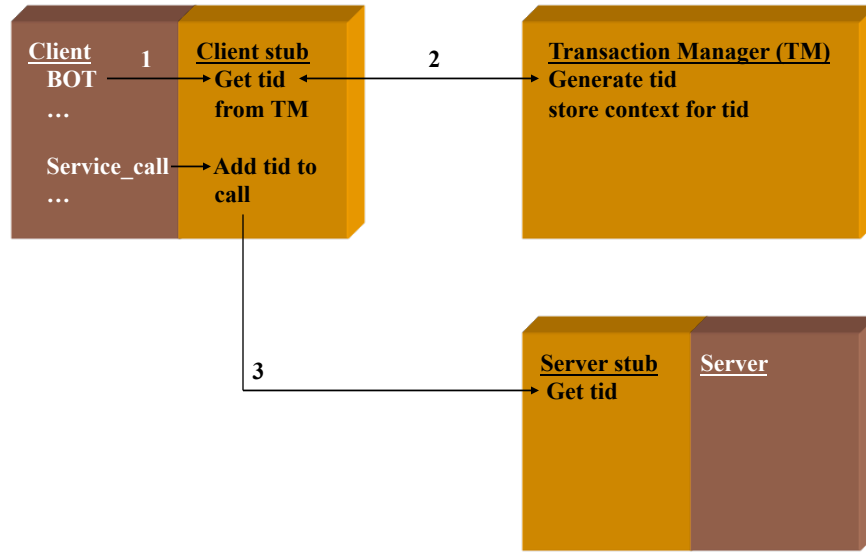 Client
BOT
…
Service_call
…
1
Client stub
Get tid
from TM
Add tid to
call
2
Transaction Manager (TM)
Generate tid
store context for tid
3
Server stub
Get tid
Server